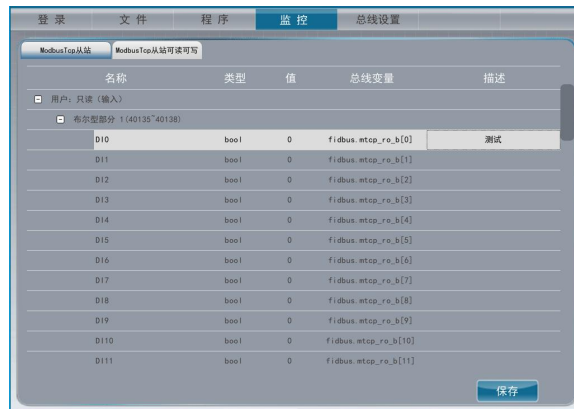 登 录 文 件 程 序 监 控 总线设置
ModbusTcp从站 ModbusTcp从站可读可写
名称 类型 值 总线变量 描述
用户：只读（输入）
布尔型部分 1(40135~40138)
DI0 bool 0 fidbus.mtcp_ro_b[0] 测试
DI1 bool 0 fidbus.mtcp_ro_b[1]
DI2 bool 0 fidbus.mtcp_ro_b[2]
DI3 bool 0 fidbus.mtcp_ro_b[3]
DI4 bool 0 fidbus.mtcp_ro_b[4]
DI5 bool 0 fidbus.mtcp_ro_b[5]
DI6 bool 0 fidbus.mtcp_ro_b[6]
DI7 bool 0 fidbus.mtcp_ro_b[7]
DI8 bool 0 fidbus.mtcp_ro_b[8]
DI9 bool 0 fidbus.mtcp_ro_b[9]
DI10 bool 0 fidbus.mtcp_ro_b[10]
DI11 bool 0 fidbus.mtcp_ro_b[11]
保存